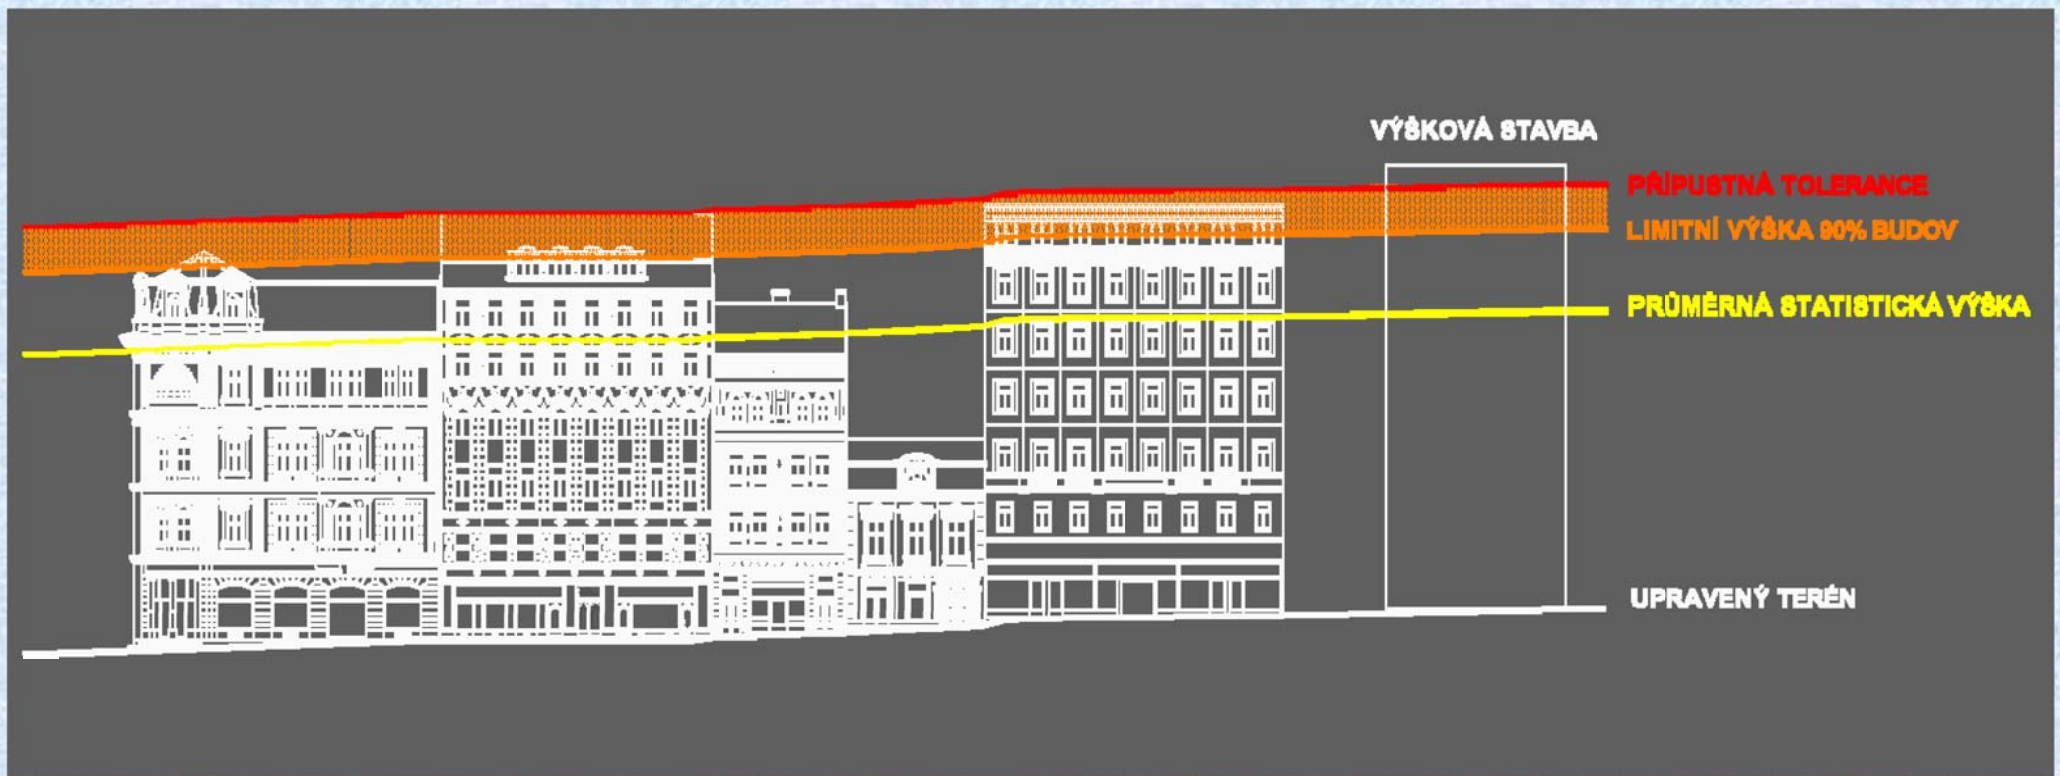 VÝŠKOVÁ STAVBA
PŘÍPUSTNÁ TOLERANCE
LIMITNÍ VÝŠKA 90% BUDOV
PRŮMĚRNÁ STATISTICKÁ VÝŠKA
UPRAVENÝ TERÉN